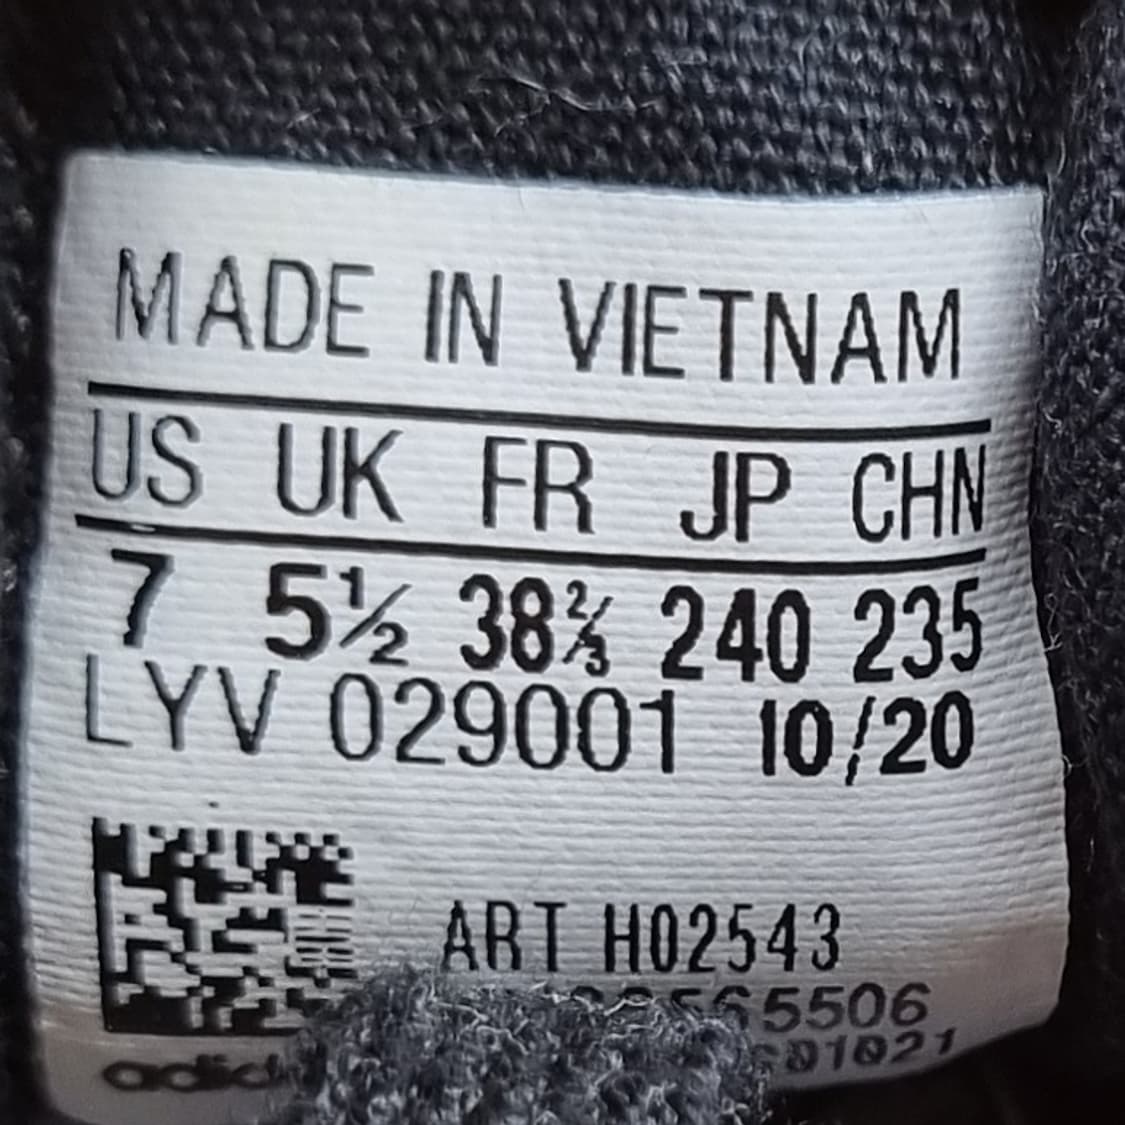 MADE IN VIETNAM
US UK FR JP CHN
7 5½ 38⅔ 240 235
LYV 029001 10/20
ART H02543